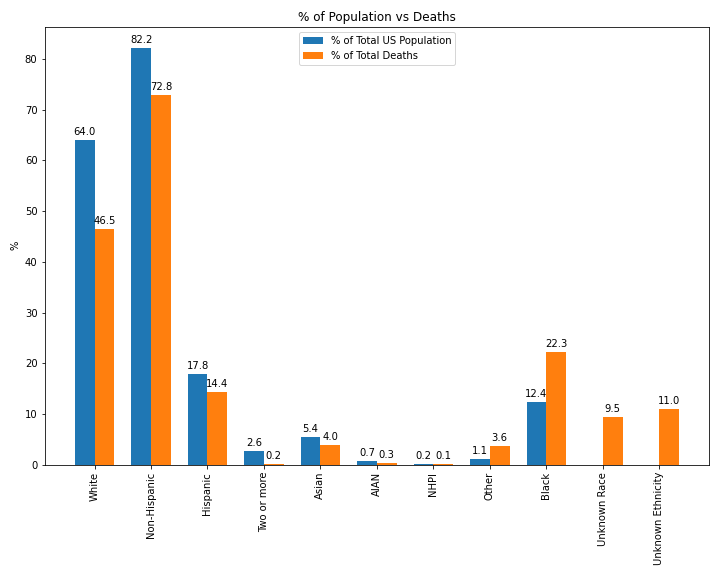 % of Population vs Deaths
% of Total US Population
% of Total Deaths
%
80
70
60
50
40
30
20
10
0
64.0
46.5
82.2
72.8
17.8
14.4
2.6
0.2
5.4
4.0
0.7
0.3
0.2
0.1
1.1
3.6
12.4
22.3
9.5
11.0
White
Non-Hispanic
Hispanic
Two or more
Asian
AIAN
NHPI
Other
Black
Unknown Race
Unknown Ethnicity